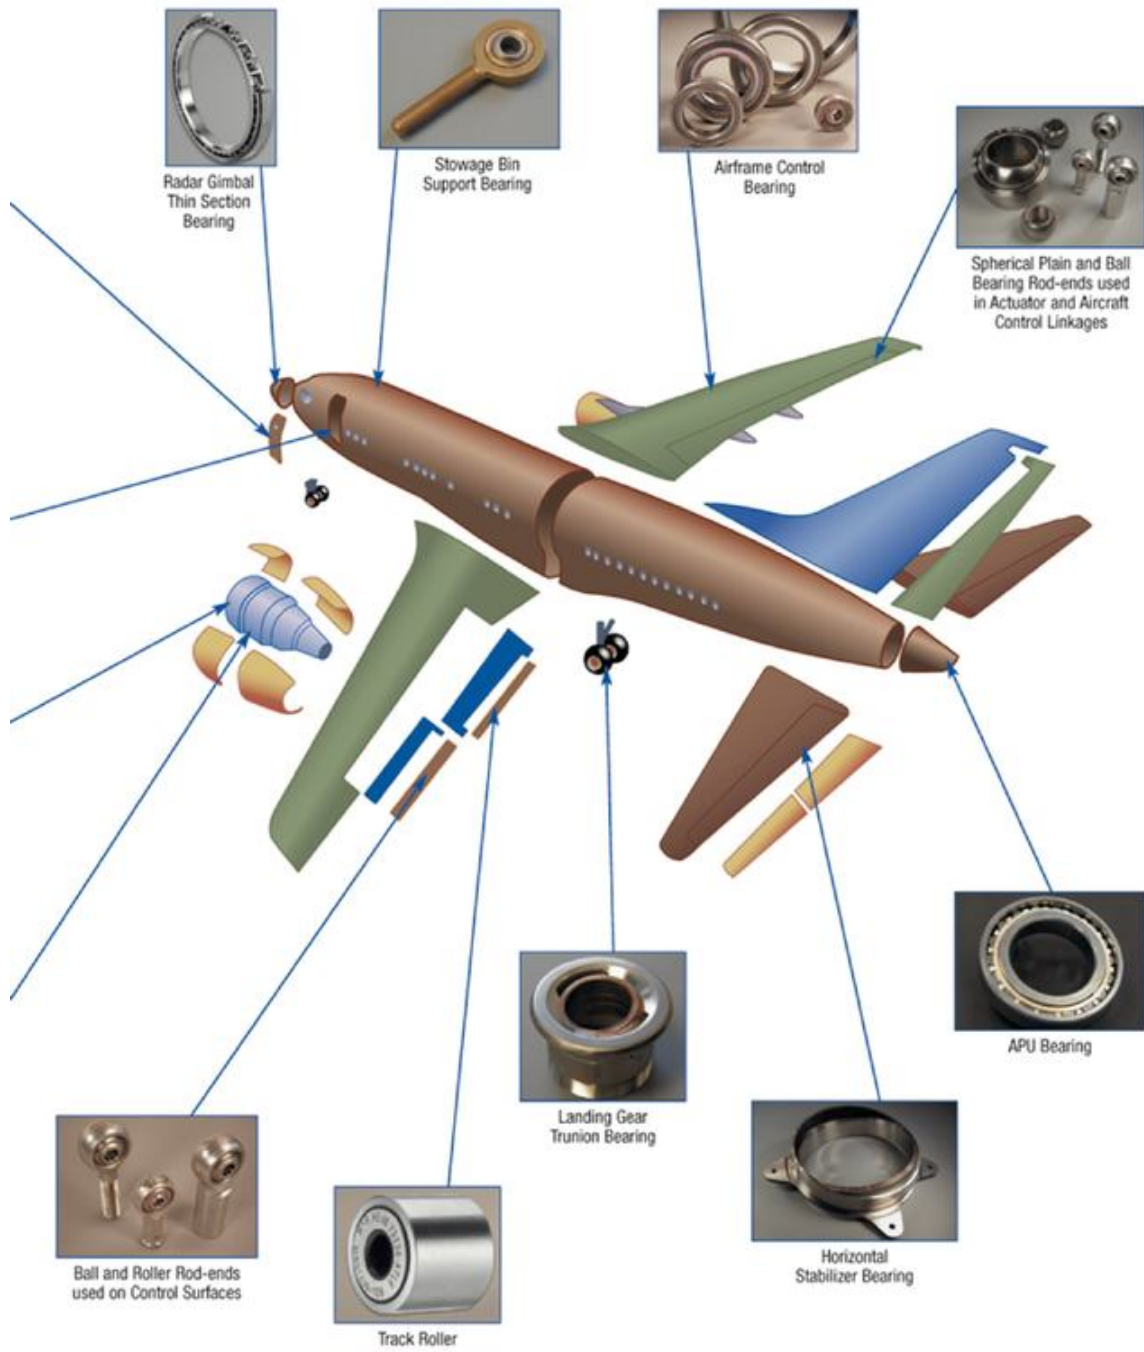 Radar Gimbal
Thin Section
Bearing
Stowage Bin
Support Bearing
Airframe Control
Bearing
Spherical Plain and Ball
Bearing Rod-ends used
in Actuator and Aircraft
Control Linkages
APU Bearing
Landing Gear
Trunion Bearing
Horizontal
Stabilizer Bearing
Ball and Roller Rod-ends
used on Control Surfaces
Track Roller